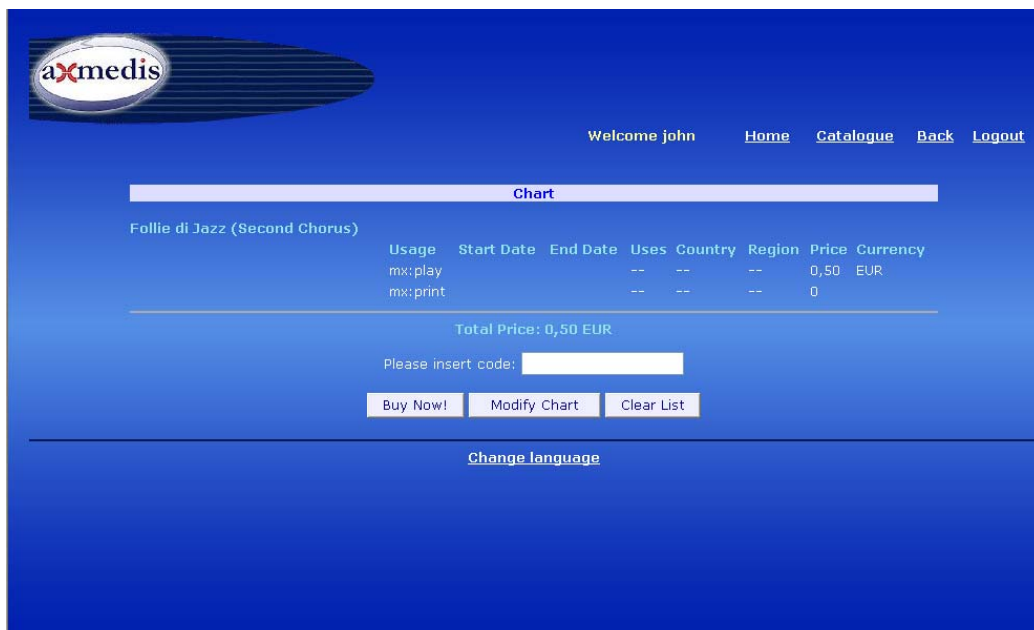 axmedis
Welcome john Home Catalogue Back Logout
Chart
Follie di Jazz (Second Chorus)
Usage Start Date End Date Uses Country Region Price Currency
mx:play -- -- -- 0,50 EUR
mx:print -- -- -- 0
Total Price: 0,50 EUR
Please insert code:
Buy Now! Modify Chart Clear List
Change language